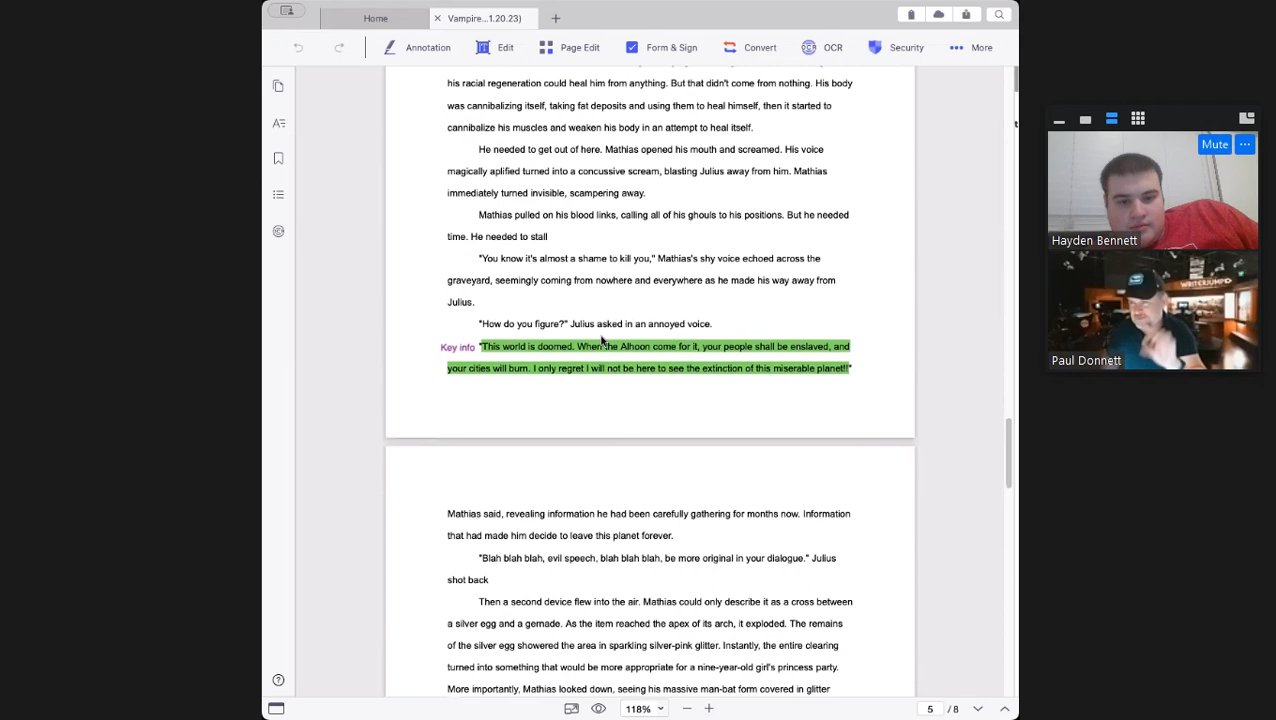 Home
Vampire...1.20.23)
Annotation
Edit
Page Edit
Form & Sign
Convert
OCR
OCR
Security
More
his racial regeneration could heal him from anything. But that didn't come from nothing. His body
was cannibalizing itself, taking fat deposits and using them to heal himself, then it started to
cannibalize his muscles and weaken his body in an attempt to heal itself.
He needed to get out of here. Mathias opened his mouth and screamed. His voice
magically aplified turned into a concussive scream, blasting Julius away from him. Mathias
immediately turned invisible, scampering away.
Mathias pulled on his blood links, calling all of his ghouls to his positions. But he needed
time. He needed to stall
"You know it's almost a shame to kill you," Mathias's shy voice echoed across the
graveyard, seemingly coming from nowhere and everywhere as he made his way away from
Julius.
"How do you figure?" Julius asked in an annoyed voice.
Key info "This world is doomed. When the Alhoon come for it, your people shall be enslaved, and
your cities will burn. I only regret I will not be here to see the extinction of this miserable planet!!"
Mathias said, revealing information he had been carefully gathering for months now. Information
that had made him decide to leave this planet forever.
"Blah blah blah, evil speech, blah blah blah, be more original in your dialogue." Julius
shot back
Then a second device flew into the air. Mathias could only describe it as a cross between
a silver egg and a gernade. As the item reached the apex of its arch, it exploded. The remains
of the silver egg showered the area in sparkling silver-pink glitter. Instantly, the entire clearing
turned into something that would be more appropriate for a nine-year-old girl's princess party.
More importantly, Mathias looked down, seeing his massive man-bat form covered in glitter
118%
5 / 8
Mute
Hayden Bennett
WRITERJUMP
Paul Donnett